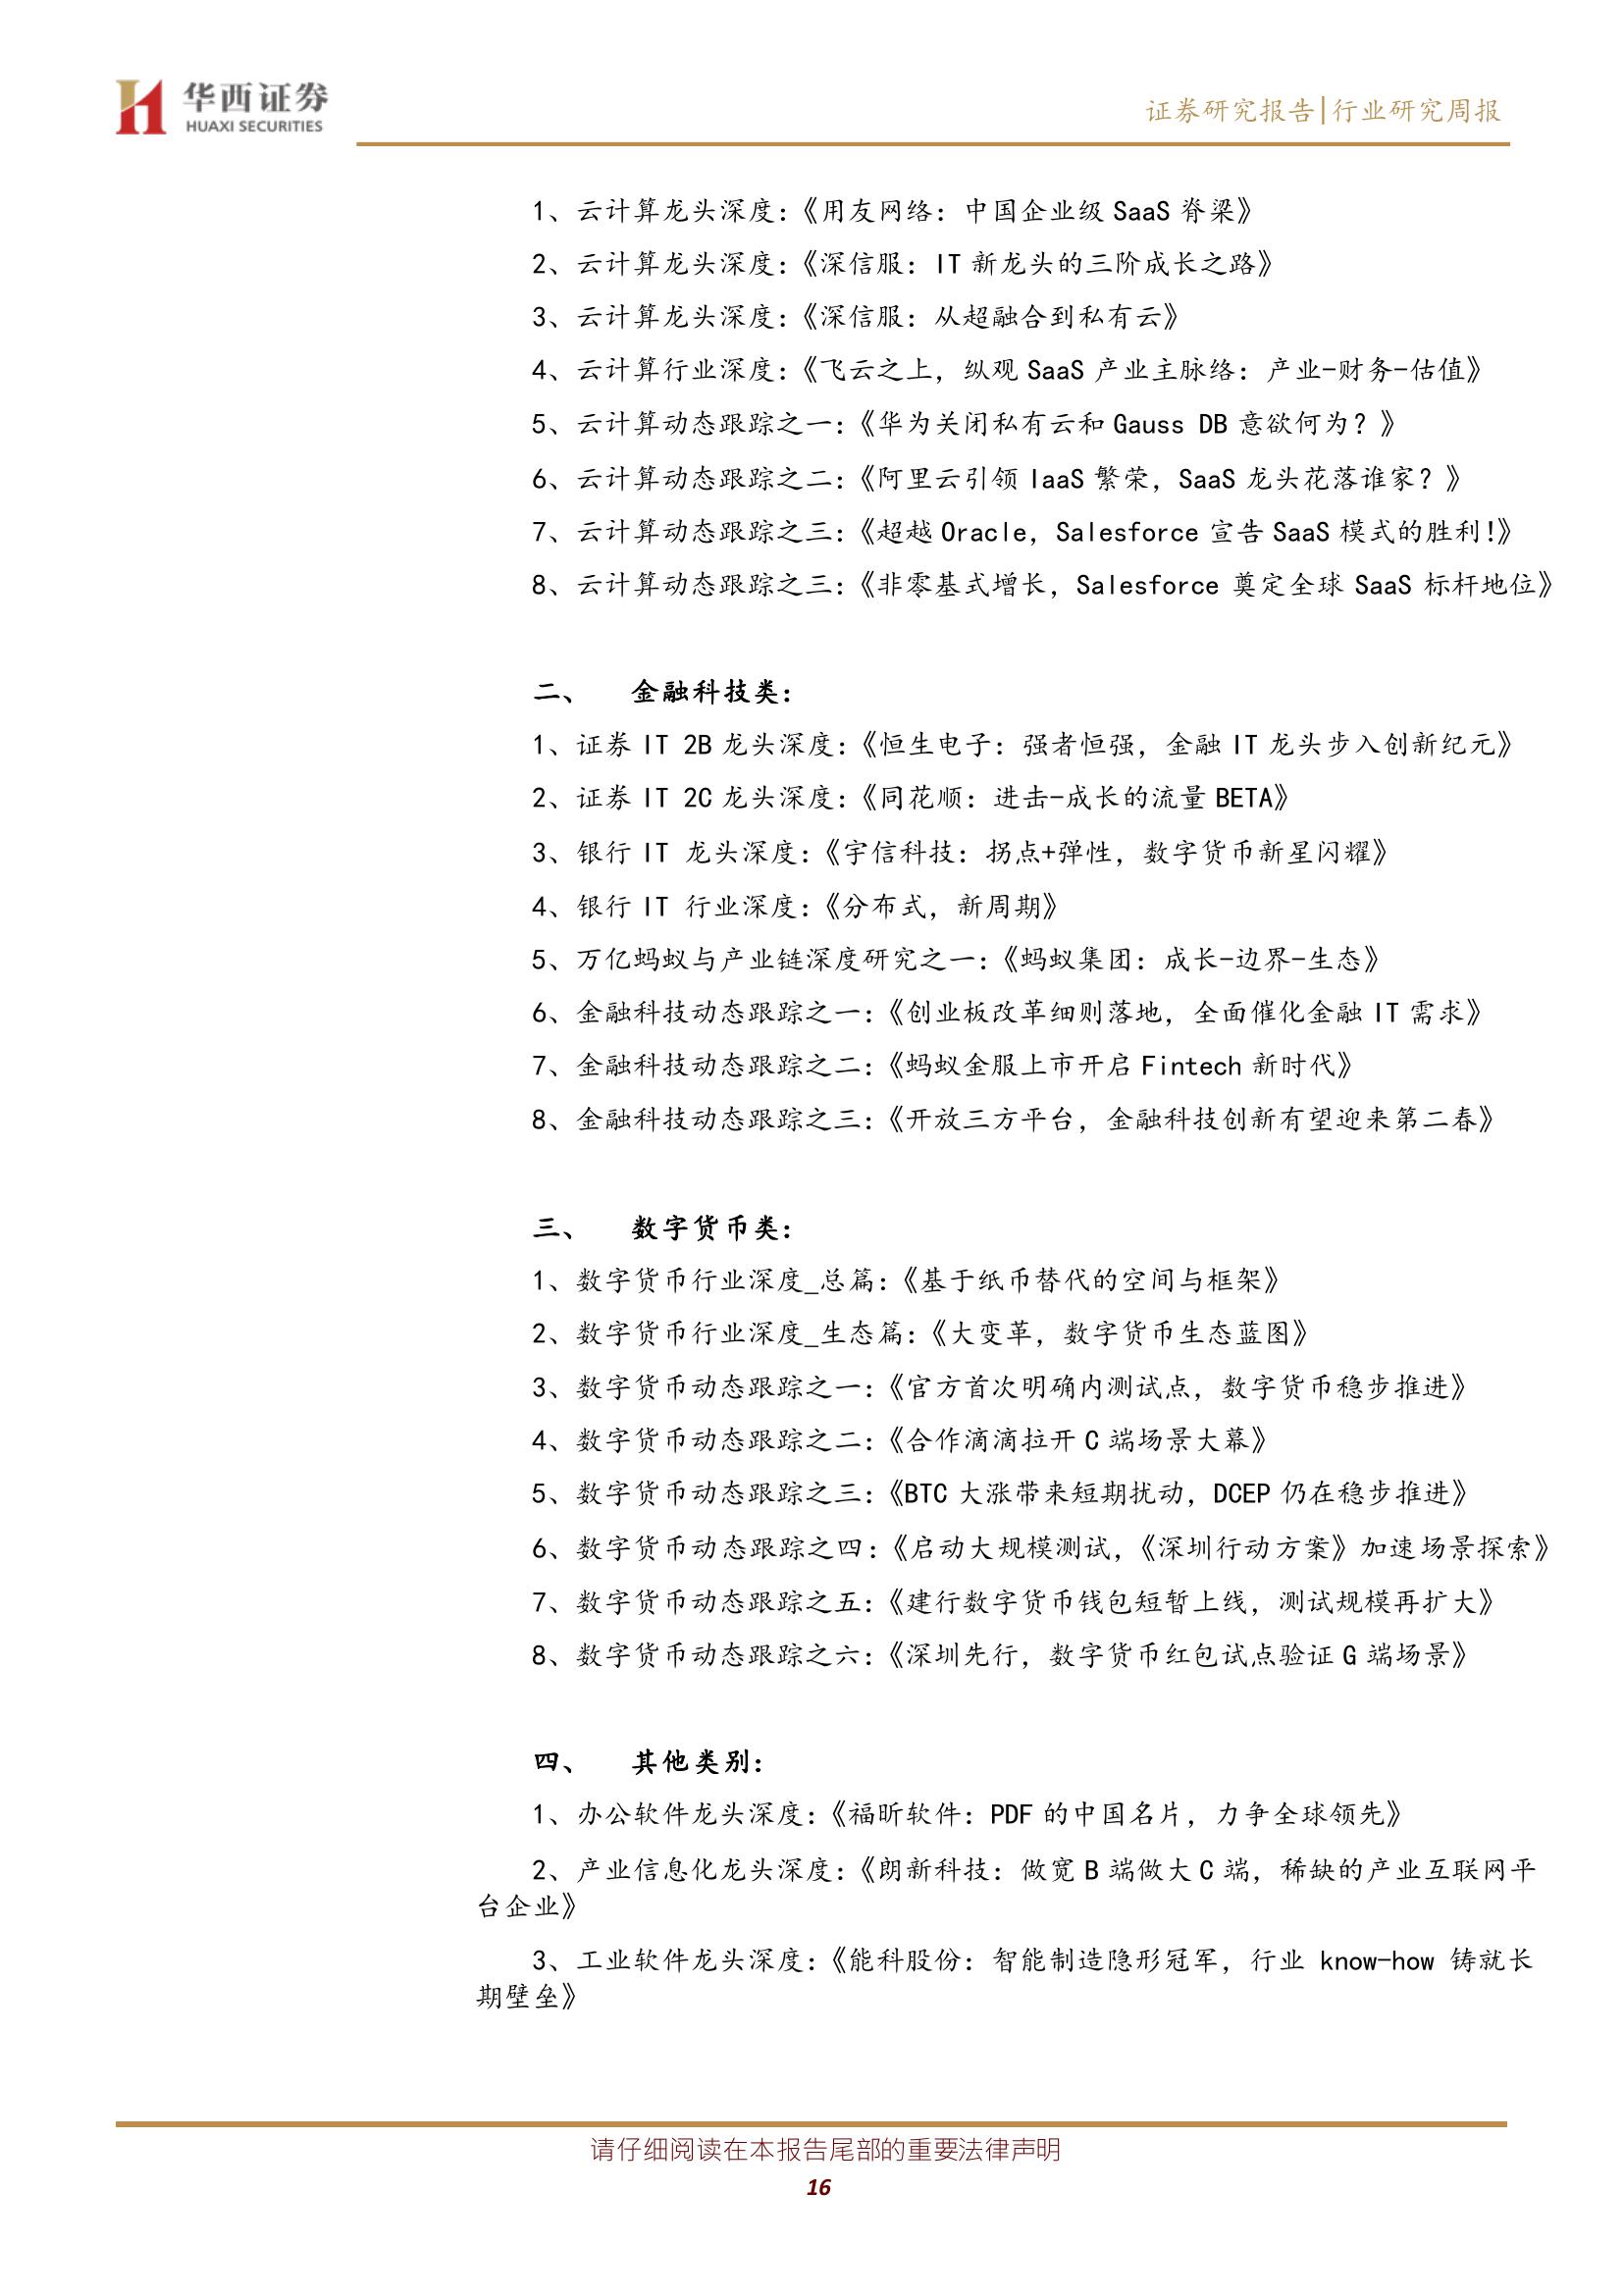 华西证券
HUAXI SECURITIES
证券研究报告|行业研究周报
1、云计算龙头深度:《用友网络：中国企业级 SaaS 脊梁》
2、云计算龙头深度:《深信服：IT 新龙头的三阶成长之路》
3、云计算龙头深度:《深信服：从超融合到私有云》
4、云计算行业深度:《飞云之上，纵观 SaaS 产业主脉络：产业-财务-估值》
5、云计算动态跟踪之一:《华为关闭私有云和 Gauss DB 意欲何为？》
6、云计算动态跟踪之二:《阿里云引领 IaaS 繁荣，SaaS 龙头花落谁家？》
7、云计算动态跟踪之三:《超越 Oracle，Salesforce 宣告 SaaS 模式的胜利!》
8、云计算动态跟踪之三:《非零基式增长，Salesforce 奠定全球 SaaS 标杆地位》
二、 金融科技类:
1、证券 IT 2B 龙头深度:《恒生电子：强者恒强，金融 IT 龙头步入创新纪元》
2、证券 IT 2C 龙头深度:《同花顺：进击-成长的流量 BETA》
3、银行 IT 龙头深度:《宇信科技：拐点+弹性，数字货币新星闪耀》
4、银行 IT 行业深度:《分布式，新周期》
5、万亿蚂蚁与产业链深度研究之一:《蚂蚁集团：成长-边界-生态》
6、金融科技动态跟踪之一:《创业板改革细则落地，全面催化金融 IT 需求》
7、金融科技动态跟踪之二:《蚂蚁金服上市开启 Fintech 新时代》
8、金融科技动态跟踪之三:《开放三方平台，金融科技创新有望迎来第二春》
三、 数字货币类:
1、数字货币行业深度_总篇:《基于纸币替代的空间与框架》
2、数字货币行业深度_生态篇:《大变革，数字货币生态蓝图》
3、数字货币动态跟踪之一:《官方首次明确内测试点，数字货币稳步推进》
4、数字货币动态跟踪之二:《合作滴滴拉开 C 端场景大幕》
5、数字货币动态跟踪之三:《BTC 大涨带来短期扰动，DCEP 仍在稳步推进》
6、数字货币动态跟踪之四:《启动大规模测试，《深圳行动方案》加速场景探索》
7、数字货币动态跟踪之五:《建行数字货币钱包短暂上线，测试规模再扩大》
8、数字货币动态跟踪之六:《深圳先行，数字货币红包试点验证 G 端场景》
四、 其他类别:
1、办公软件龙头深度:《福昕软件：PDF 的中国名片，力争全球领先》
2、产业信息化龙头深度:《朗新科技：做宽 B 端做大 C 端，稀缺的产业互联网平
台企业》
3、工业软件龙头深度:《能科股份：智能制造隐形冠军，行业 know-how 铸就长
期壁垒》
请仔细阅读在本报告尾部的重要法律声明
16